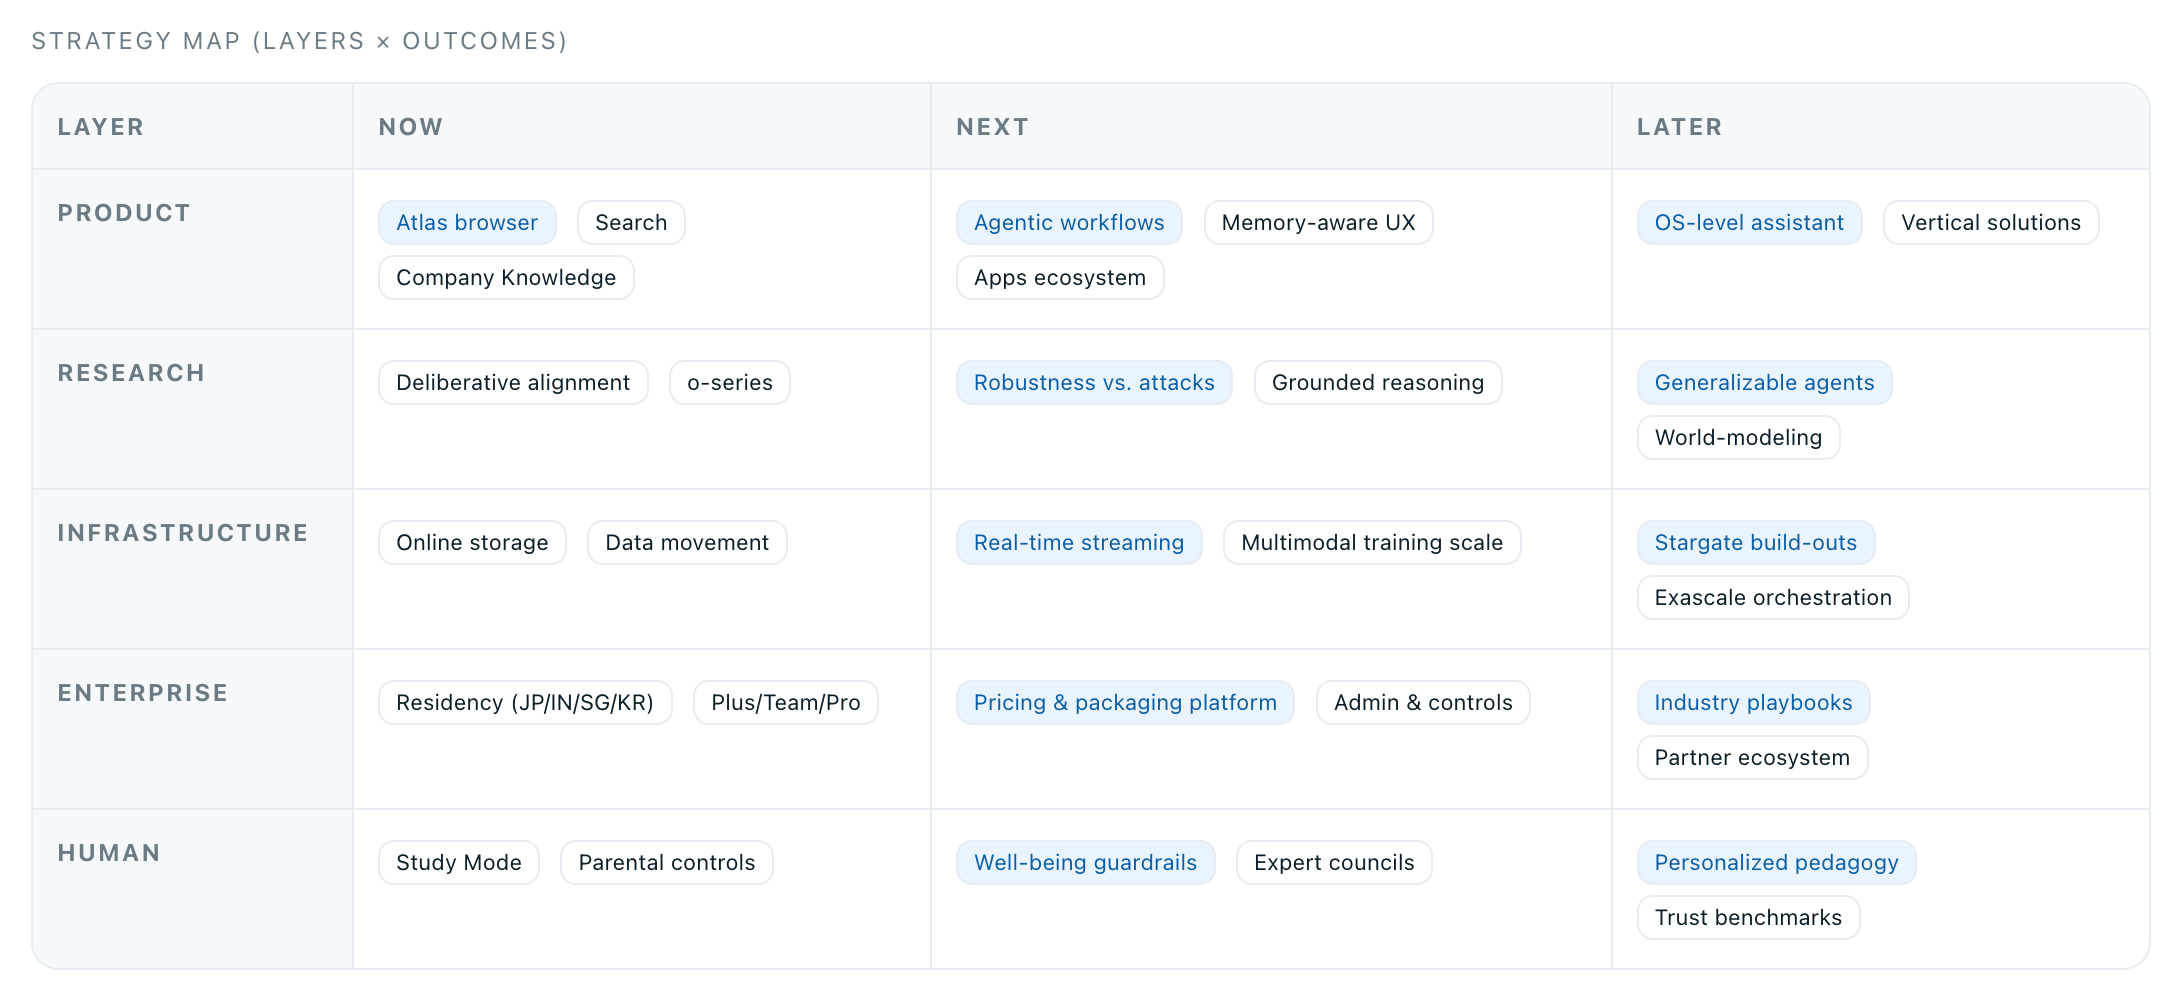 STRATEGY MAP (LAYERS × OUTCOMES)
LAYER NOW NEXT LATER
PRODUCT
Atlas browser Search
Company Knowledge
Agentic workflows Memory-aware UX
Apps ecosystem
OS-level assistant Vertical solutions
RESEARCH
Deliberative alignment o-series
Robustness vs. attacks Grounded reasoning
Generalizable agents
World-modeling
INFRASTRUCTURE
Online storage Data movement
Real-time streaming Multimodal training scale
Stargate build-outs
Exascale orchestration
ENTERPRISE
Residency (JP/IN/SG/KR) Plus/Team/Pro
Pricing & packaging platform Admin & controls
Industry playbooks
Partner ecosystem
HUMAN
Study Mode Parental controls
Well-being guardrails Expert councils
Personalized pedagogy
Trust benchmarks